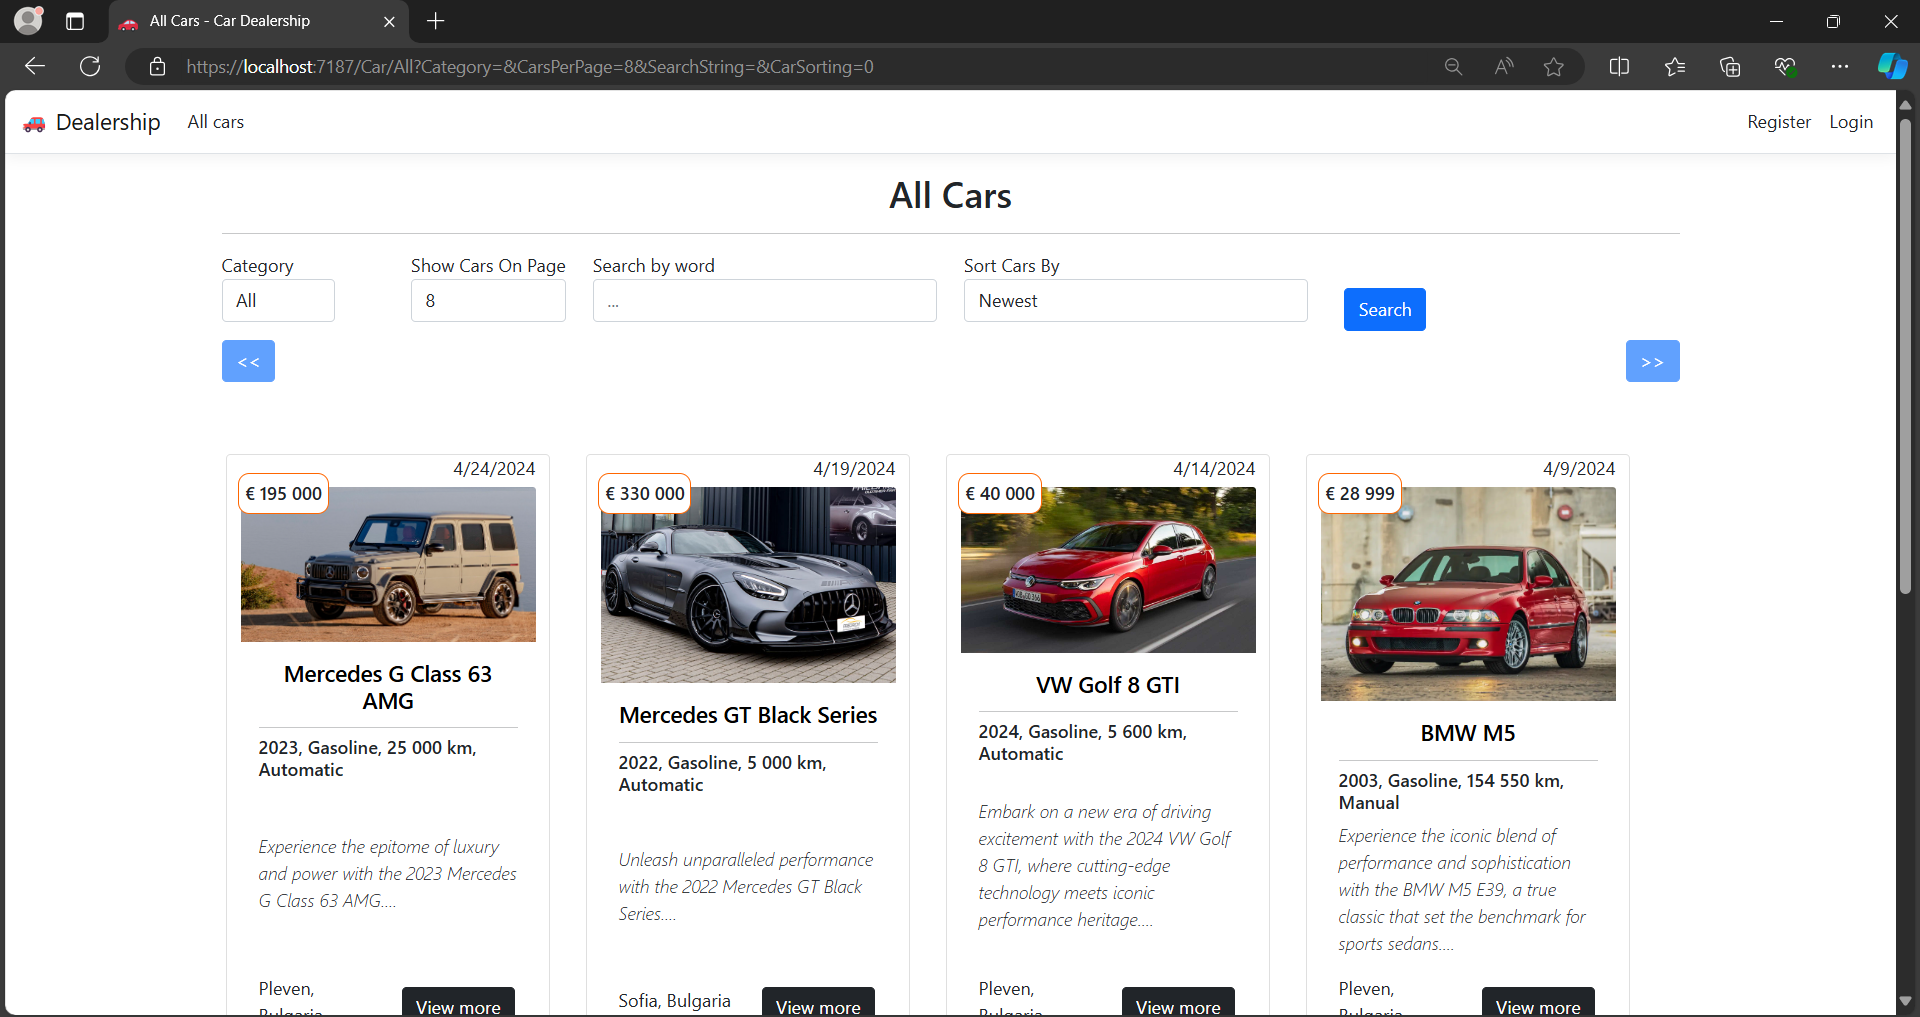 All Cars - Car Dealership
https://localhost:7187/Car/All?Category=&CarsPerPage=8&SearchString=&CarSorting=0
Dealership All cars Register Login
All Cars
Category Show Cars On Page Search by word Sort Cars By
All 8 ... Newest Search
<< >>
4/24/2024
€ 195 000
Mercedes G Class 63
AMG
2023, Gasoline, 25 000 km,
Automatic
Experience the epitome of luxury
and power with the 2023 Mercedes
G Class 63 AMG....
Pleven,
Bulgaria
View more
4/19/2024
€ 330 000
Mercedes GT Black Series
2022, Gasoline, 5 000 km,
Automatic
Unleash unparalleled performance
with the 2022 Mercedes GT Black
Series....
Sofia, Bulgaria
View more
4/14/2024
€ 40 000
VW Golf 8 GTI
2024, Gasoline, 5 600 km,
Automatic
Embark on a new era of driving
excitement with the 2024 VW Golf
8 GTI, where cutting-edge
technology meets iconic
performance heritage....
Pleven,
Bulgaria
View more
4/9/2024
€ 28 999
BMW M5
2003, Gasoline, 154 550 km,
Manual
Experience the iconic blend of
performance and sophistication
with the BMW M5 E39, a true
classic that set the benchmark for
sports sedans....
Pleven,
Bulgaria
View more